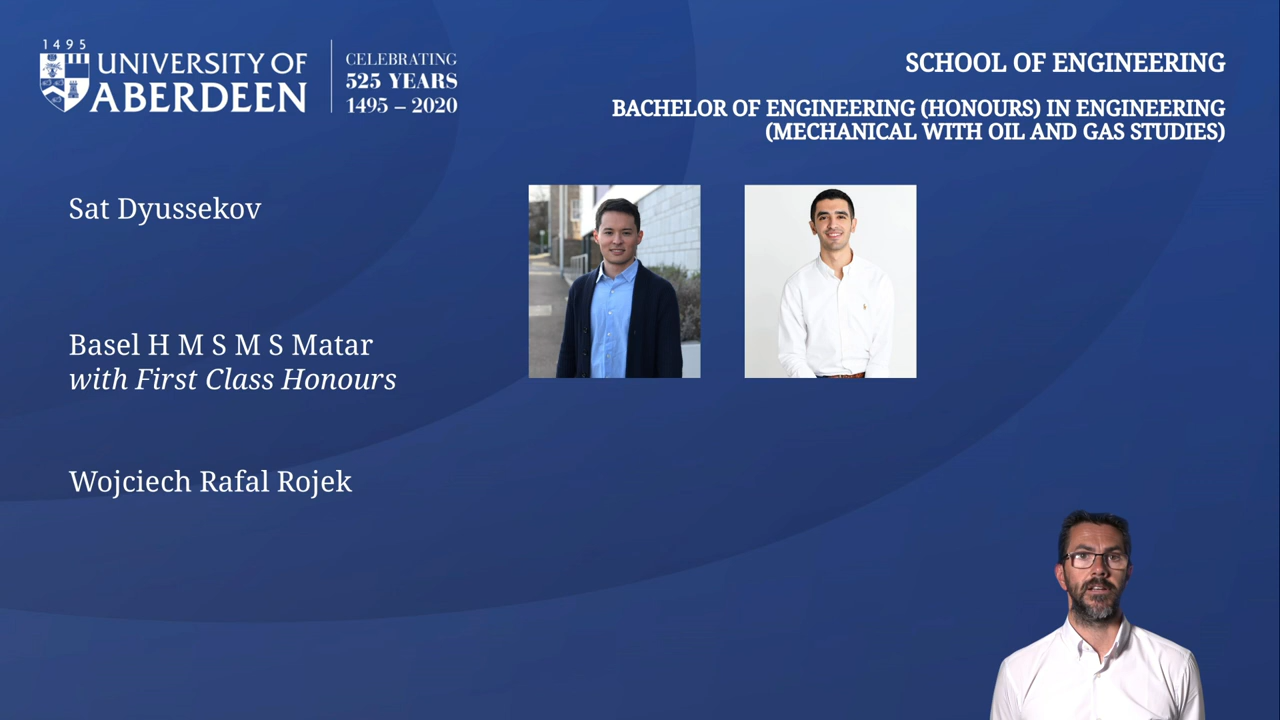 1495
UNIVERSITY OF
ABERDEEN
CELEBRATING
525 YEARS
1495 – 2020
SCHOOL OF ENGINEERING
BACHELOR OF ENGINEERING (HONOURS) IN ENGINEERING
(MECHANICAL WITH OIL AND GAS STUDIES)
Sat Dyussekov
Basel H M S M S Matar
with First Class Honours
Wojciech Rafal Rojek